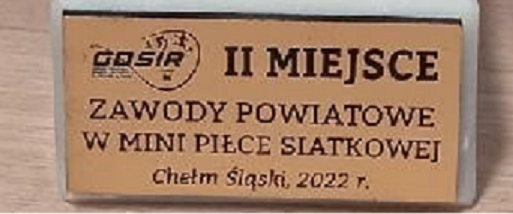 GOSiR II MIEJSCE
ZAWODY POWIATOWE
W MINI PIŁCE SIATKOWEJ
Chełm Śląski, 2022 r.